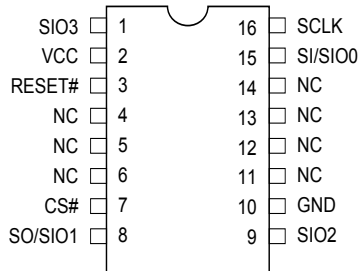 SIO3 1 16 SCLK
VCC 2 15 SI/SIO0
RESET# 3 14 NC
NC 4 13 NC
NC 5 12 NC
NC 6 11 NC
CS# 7 10 GND
SO/SIO1 8 9 SIO2